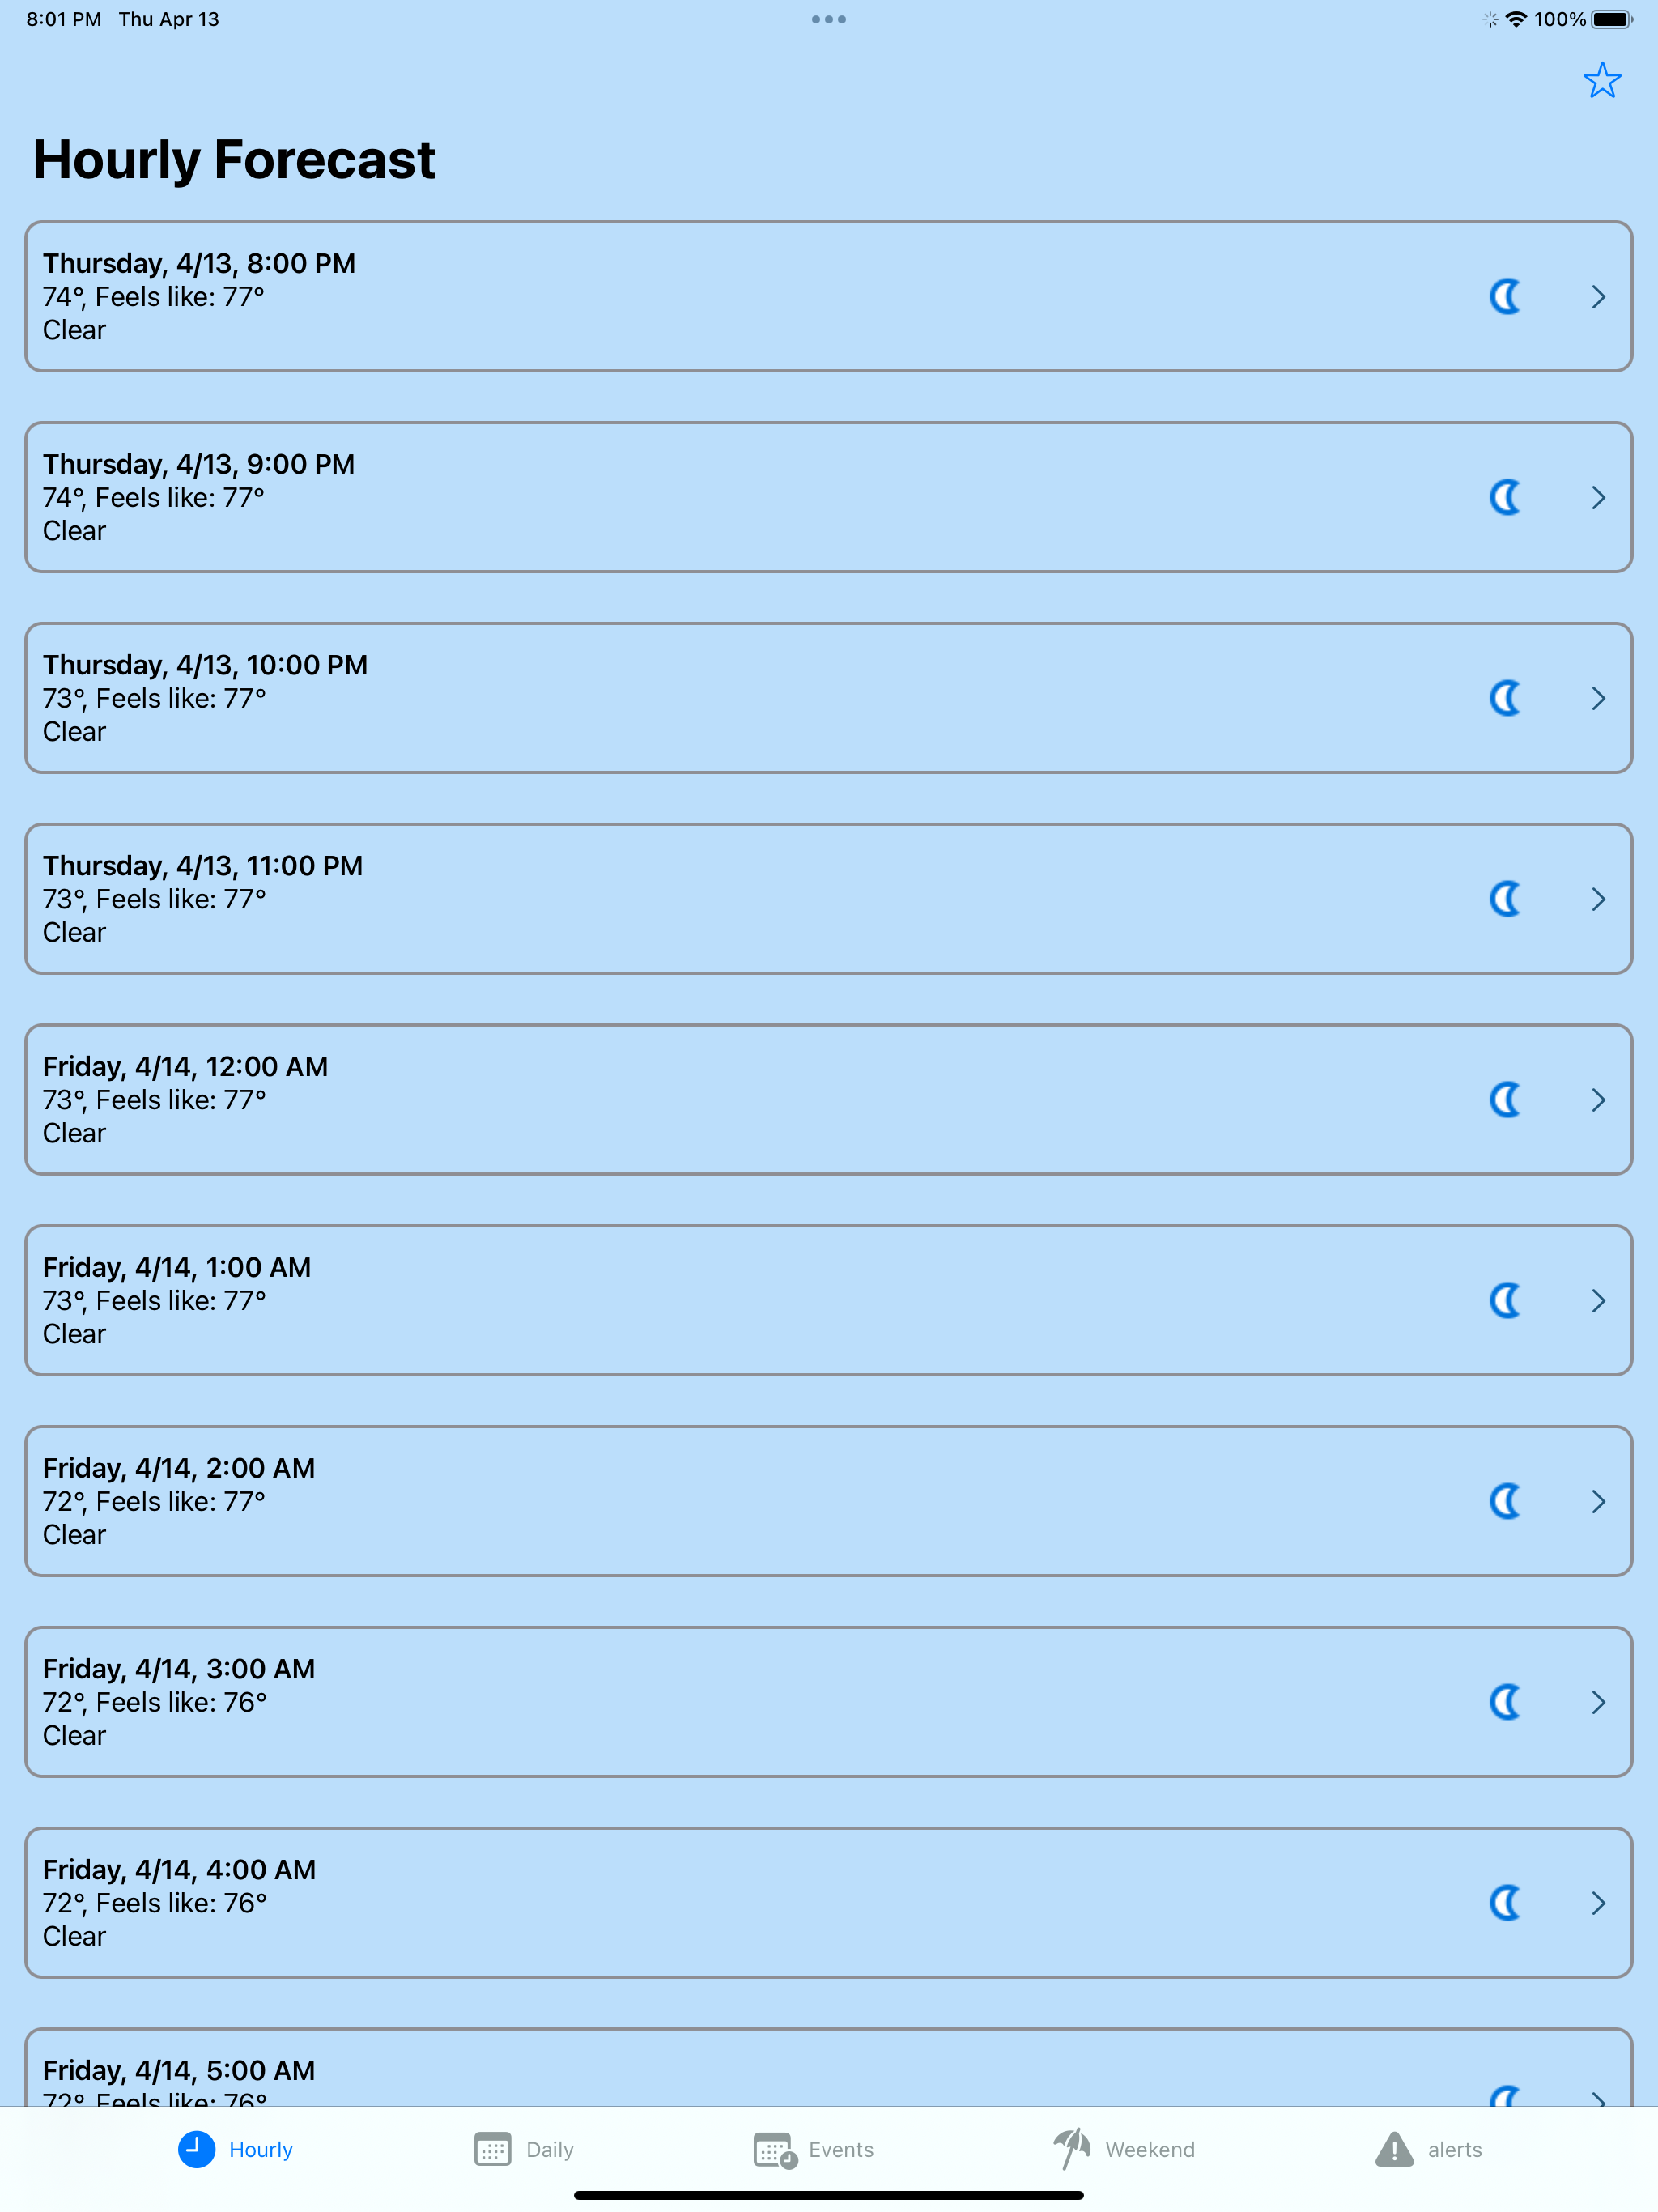 8:01 PM Thu Apr 13
100%
Hourly Forecast
Thursday, 4/13, 8:00 PM
74°, Feels like: 77°
Clear
Thursday, 4/13, 9:00 PM
74°, Feels like: 77°
Clear
Thursday, 4/13, 10:00 PM
73°, Feels like: 77°
Clear
Thursday, 4/13, 11:00 PM
73°, Feels like: 77°
Clear
Friday, 4/14, 12:00 AM
73°, Feels like: 77°
Clear
Friday, 4/14, 1:00 AM
73°, Feels like: 77°
Clear
Friday, 4/14, 2:00 AM
72°, Feels like: 77°
Clear
Friday, 4/14, 3:00 AM
72°, Feels like: 76°
Clear
Friday, 4/14, 4:00 AM
72°, Feels like: 76°
Clear
Friday, 4/14, 5:00 AM
72°, Feels like: 76°
Hourly
Daily
Events
Weekend
alerts